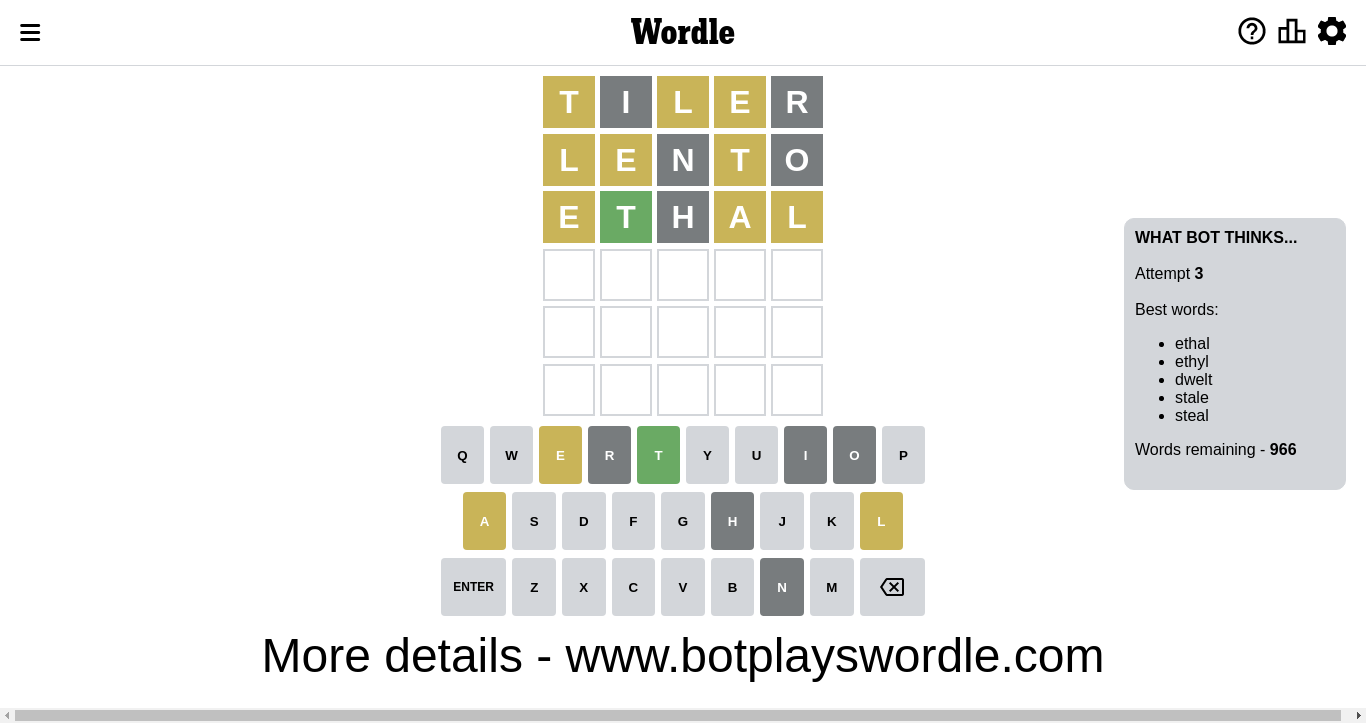 Wordle
T I L E R
L E N T O
E T H A L
WHAT BOT THINKS...
Attempt 3
Best words:
• ethal
• ethyl
• dwelt
• stale
• steal
Words remaining - 966
Q W E R T Y U I O P
A S D F G H J K L
ENTER Z X C V B N M
More details - www.botplayswordle.com